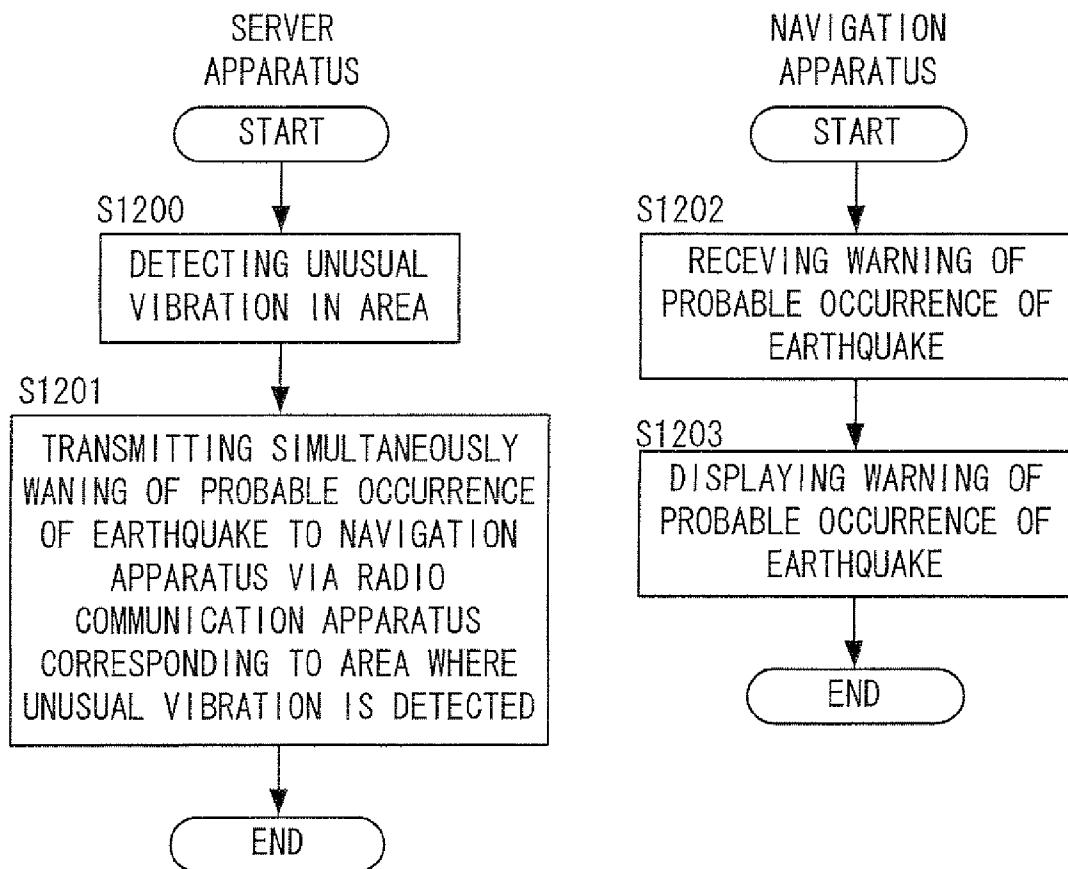 SERVER
APPARATUS
START
S1200
DETECTING UNUSUAL
VIBRATION IN AREA
S1201
TRANSMITTING SIMULTANEOUSLY
WANING OF PROBABLE OCCURRENCE
OF EARTHQUAKE TO NAVIGATION
APPARATUS VIA RADIO
COMMUNICATION APPARATUS
CORRESPONDING TO AREA WHERE
UNUSUAL VIBRATION IS DETECTED
END
NAVIGATION
APPARATUS
START
S1202
RECEVING WARNING OF
PROBABLE OCCURRENCE OF
EARTHQUAKE
S1203
DISPLAYING WARNING OF
PROBABLE OCCURRENCE OF
EARTHQUAKE
END